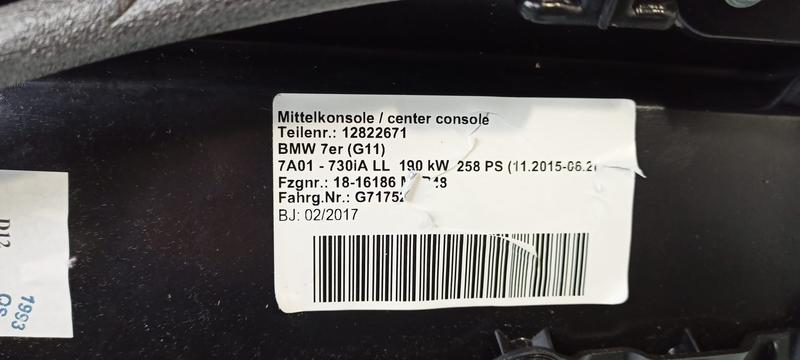 Mittelkonsole / center console
Teilenr.: 12822671
BMW 7er (G11)
7A01 - 730iA LL 190 kW 258 PS (11.2015-06.2
Fzgnr.: 18-16186
Fahrg.Nr.: G7175
BJ: 02/2017
1993